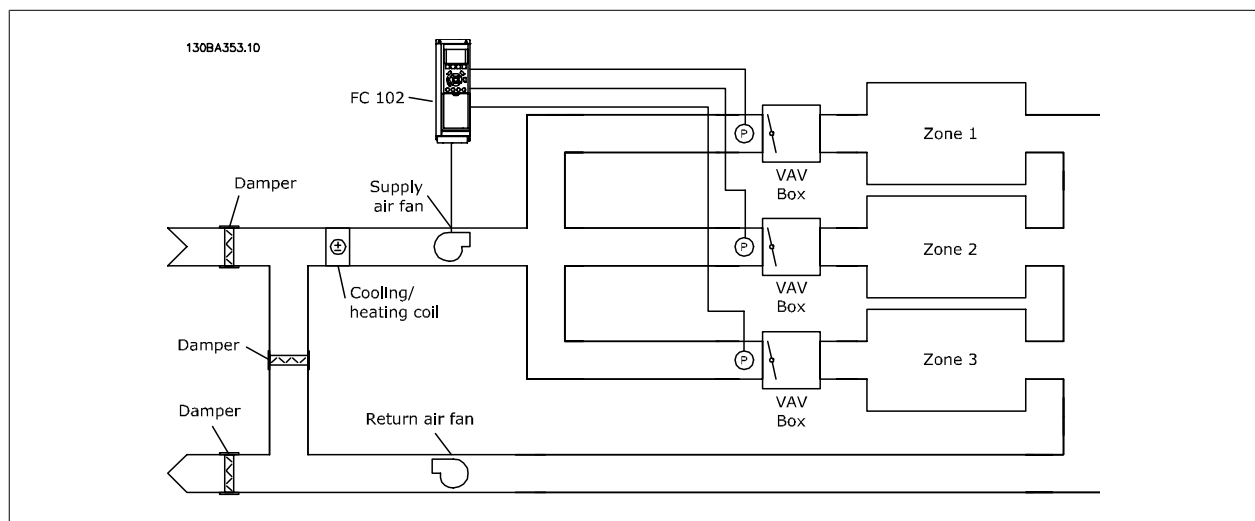 130BA353.10
FC 102
Damper
Supply
air fan
Cooling/
heating coil
Damper
Damper
Return air fan
P
VAV
Box
Zone 1
P
VAV
Box
Zone 2
P
VAV
Box
Zone 3